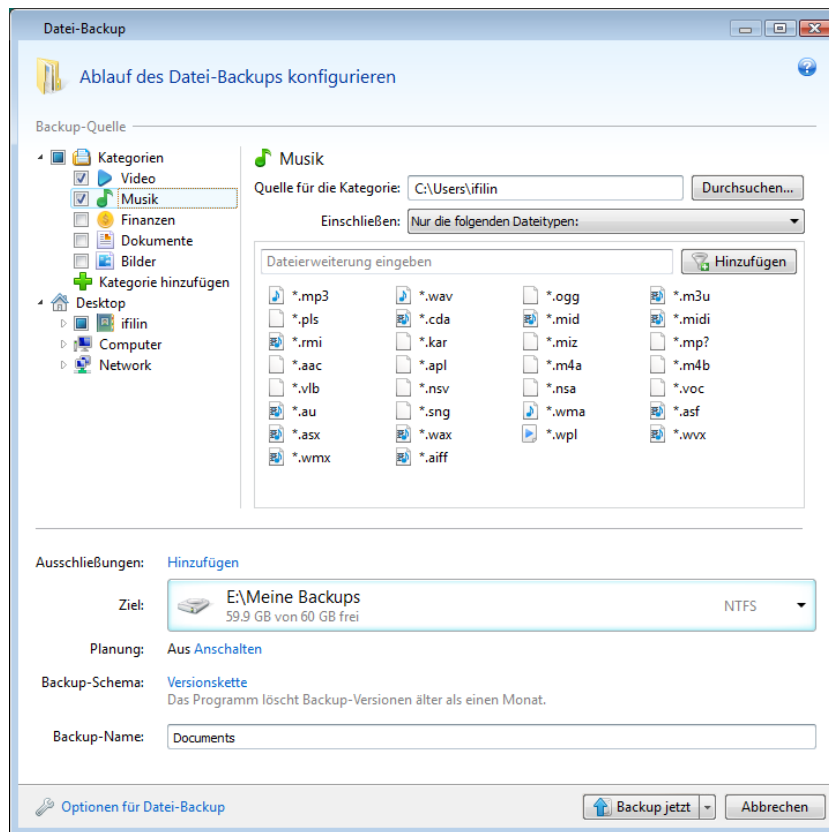 Datei-Backup
Ablauf des Datei-Backups konfigurieren
Backup-Quelle
Kategorien
Video
Musik
Finanzen
Dokumente
Bilder
Kategorie hinzufügen
Desktop
ifilin
Computer
Network
Musik
Quelle für die Kategorie: C:\Users\ifilin Durchsuchen...
Einschließen: Nur die folgenden Dateitypen:
Dateierweiterung eingeben Hinzufügen
*.mp3 *.wav *.ogg *.m3u
*.pls *.cda *.mid *.midi
*.rmi *.kar *.miz *.mp?
*.aac *.apl *.m4a *.m4b
*.vlb *.nsv *.nsa *.voc
*.au *.sng *.wma *.asf
*.asx *.wax *.wpl *.wvx
*.wmx *.aiff
Ausschließungen: Hinzufügen
Ziel: E:\Meine Backups
59.9 GB von 60 GB frei NTFS
Planung: Aus Anschalten
Backup-Schema: Versionskette
Das Programm löscht Backup-Versionen älter als einen Monat.
Backup-Name: Documents
Optionen für Datei-Backup Backup jetzt Abbrechen